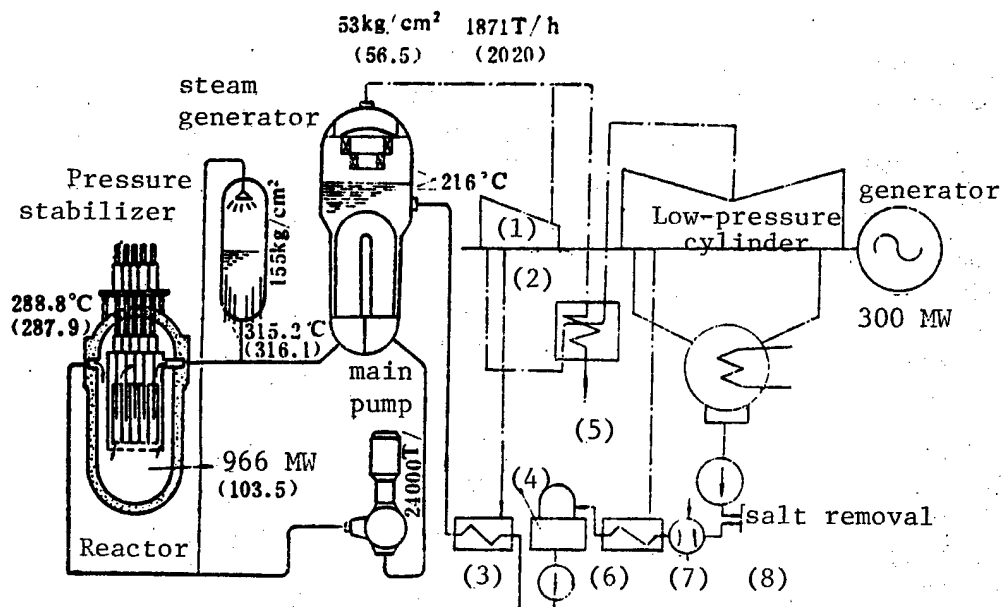 53kg/cm² 1871T/h
(56.5) (2020)
steam
generator
216°C
Pressure
stabilizer
155kg/cm²
generator
(1)
Low-pressure
cylinder
(2)
288.8°C
(287.9)
315.2°C
(316.1)
300 MW
main
pump
(5)
24000T/
966 MW
(103.5)
(4)
salt removal
Reactor
(3)
(6)
(7)
(8)